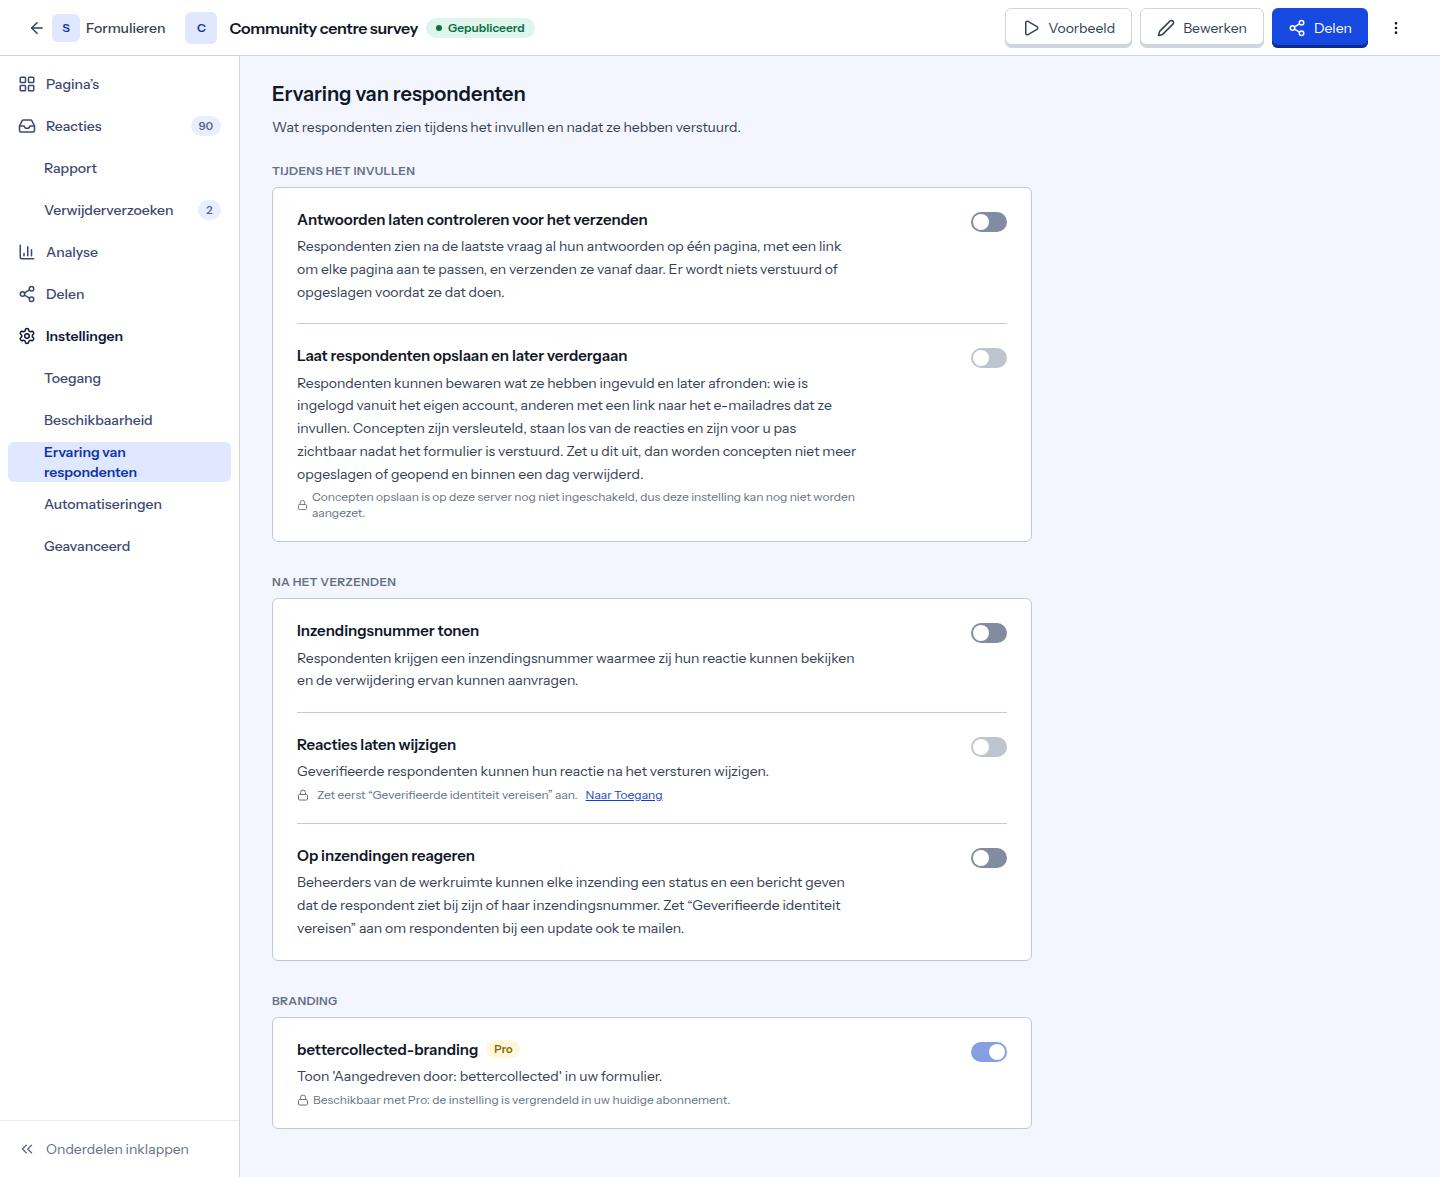 S Formulieren C Community centre survey Gepubliceerd Voorbeeld Bewerken Delen
Pagina's
Reacties 90
Rapport
Verwijderverzoeken 2
Analyse
Delen
Instellingen
Toegang
Beschikbaarheid
Ervaring van
respondenten
Automatiseringen
Geavanceerd
Onderdelen inklappen
Ervaring van respondenten
Wat respondenten zien tijdens het invullen en nadat ze hebben verstuurd.
TIJDENS HET INVULLEN
Antwoorden laten controleren voor het verzenden
Respondenten zien na de laatste vraag al hun antwoorden op één pagina, met een link
om elke pagina aan te passen, en verzenden ze vanaf daar. Er wordt niets verstuurd of
opgeslagen voordat ze dat doen.
Laat respondenten opslaan en later verdergaan
Respondenten kunnen bewaren wat ze hebben ingevuld en later afronden: wie is
ingelogd vanuit het eigen account, anderen met een link naar het e-mailadres dat ze
invullen. Concepten zijn versleuteld, staan los van de reacties en zijn voor u pas
zichtbaar nadat het formulier is verstuurd. Zet u dit uit, dan worden concepten niet meer
opgeslagen of geopend en binnen een dag verwijderd.
Concepten opslaan is op deze server nog niet ingeschakeld, dus deze instelling kan nog niet worden
aangezet.
NA HET VERZENDEN
Inzendingsnummer tonen
Respondenten krijgen een inzendingsnummer waarmee zij hun reactie kunnen bekijken
en de verwijdering ervan kunnen aanvragen.
Reacties laten wijzigen
Geverifieerde respondenten kunnen hun reactie na het versturen wijzigen.
Zet eerst “Geverifieerde identiteit vereisen” aan. Naar Toegang
Op inzendingen reageren
Beheerders van de werkruimte kunnen elke inzending een status en een bericht geven
dat de respondent ziet bij zijn of haar inzendingsnummer. Zet “Geverifieerde identiteit
vereisen” aan om respondenten bij een update ook te mailen.
BRANDING
bettercollected-branding Pro
Toon 'Aangedreven door: bettercollected' in uw formulier.
Beschikbaar met Pro: de instelling is vergrendeld in uw huidige abonnement.